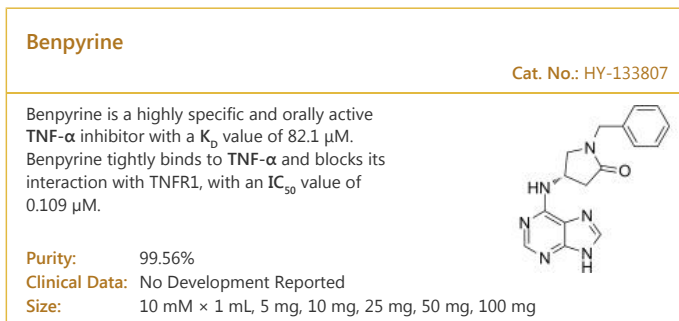 Benpyrine
Cat. No.: HY-133807
Benpyrine is a highly specific and orally active
TNF-α inhibitor with a K_D value of 82.1 μM.
Benpyrine tightly binds to TNF-α and blocks its
interaction with TNFR1, with an IC_50 value of
0.109 μM.
N
O
HN
N
N
N
N
H
Purity: 99.56%
Clinical Data: No Development Reported
Size: 10 mM × 1 mL, 5 mg, 10 mg, 25 mg, 50 mg, 100 mg